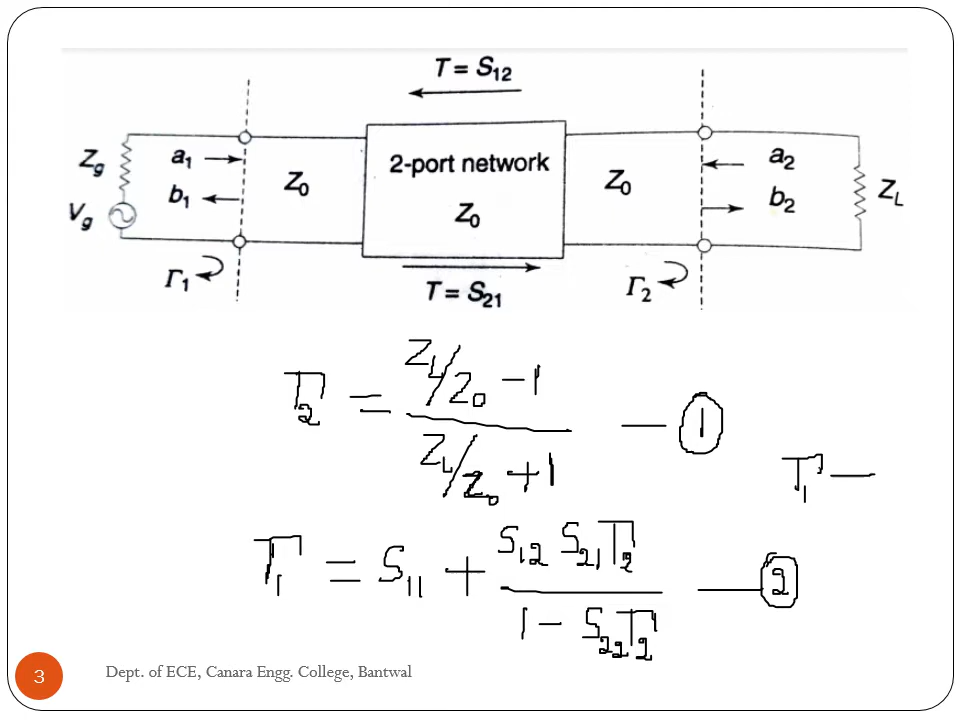 T = S12
Zg a1 Z0 2-port network Z0 a2 ZL
Vg b1 Z0 b2
Γ1 T = S21 Γ2
Γ2 = (ZL/Z0 - 1) / (ZL/Z0 + 1) — 1
Γ1 —
Γ1 = S11 + (S12 S21 Γ2) / (1 - S22 Γ2) — 2
3 Dept. of ECE, Canara Engg. College, Bantwal